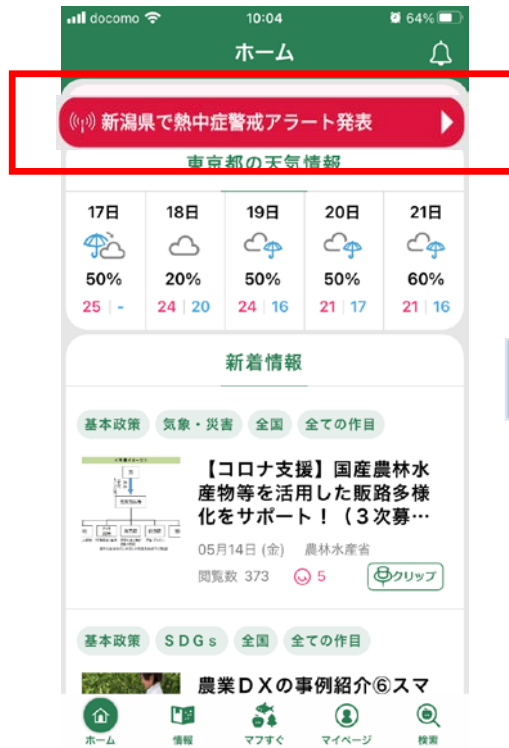 docomo 10:04 64%
ホーム
新潟県で熱中症警戒アラート発表
東京都の天気情報
17日 18日 19日 20日 21日
50% 20% 50% 50% 60%
25 | - 24 | 20 24 | 16 21 | 17 21 | 16
新着情報
基本政策 気象・災害 全国 全ての作目
【コロナ支援】国産農林水
産物等を活用した販路多様
化をサポート!(3次募…
05月14日 (金) 農林水産省
閲覧数 373 5 クリップ
基本政策 SDGs 全国 全ての作目
農業DXの事例紹介⑥スマ
ホーム 情報 マフすぐ マイページ 検索